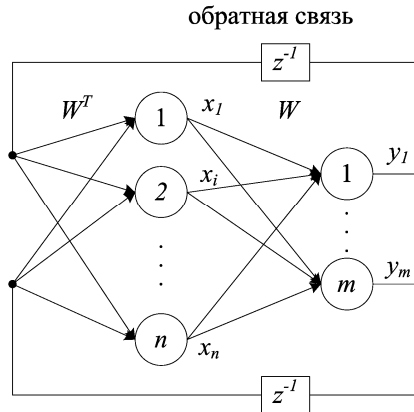 обратная связь
z⁻¹
Wᵀ
1
x₁
W
2
xᵢ
1
y₁
. . .
. . .
n
xₙ
m
yₘ
z⁻¹